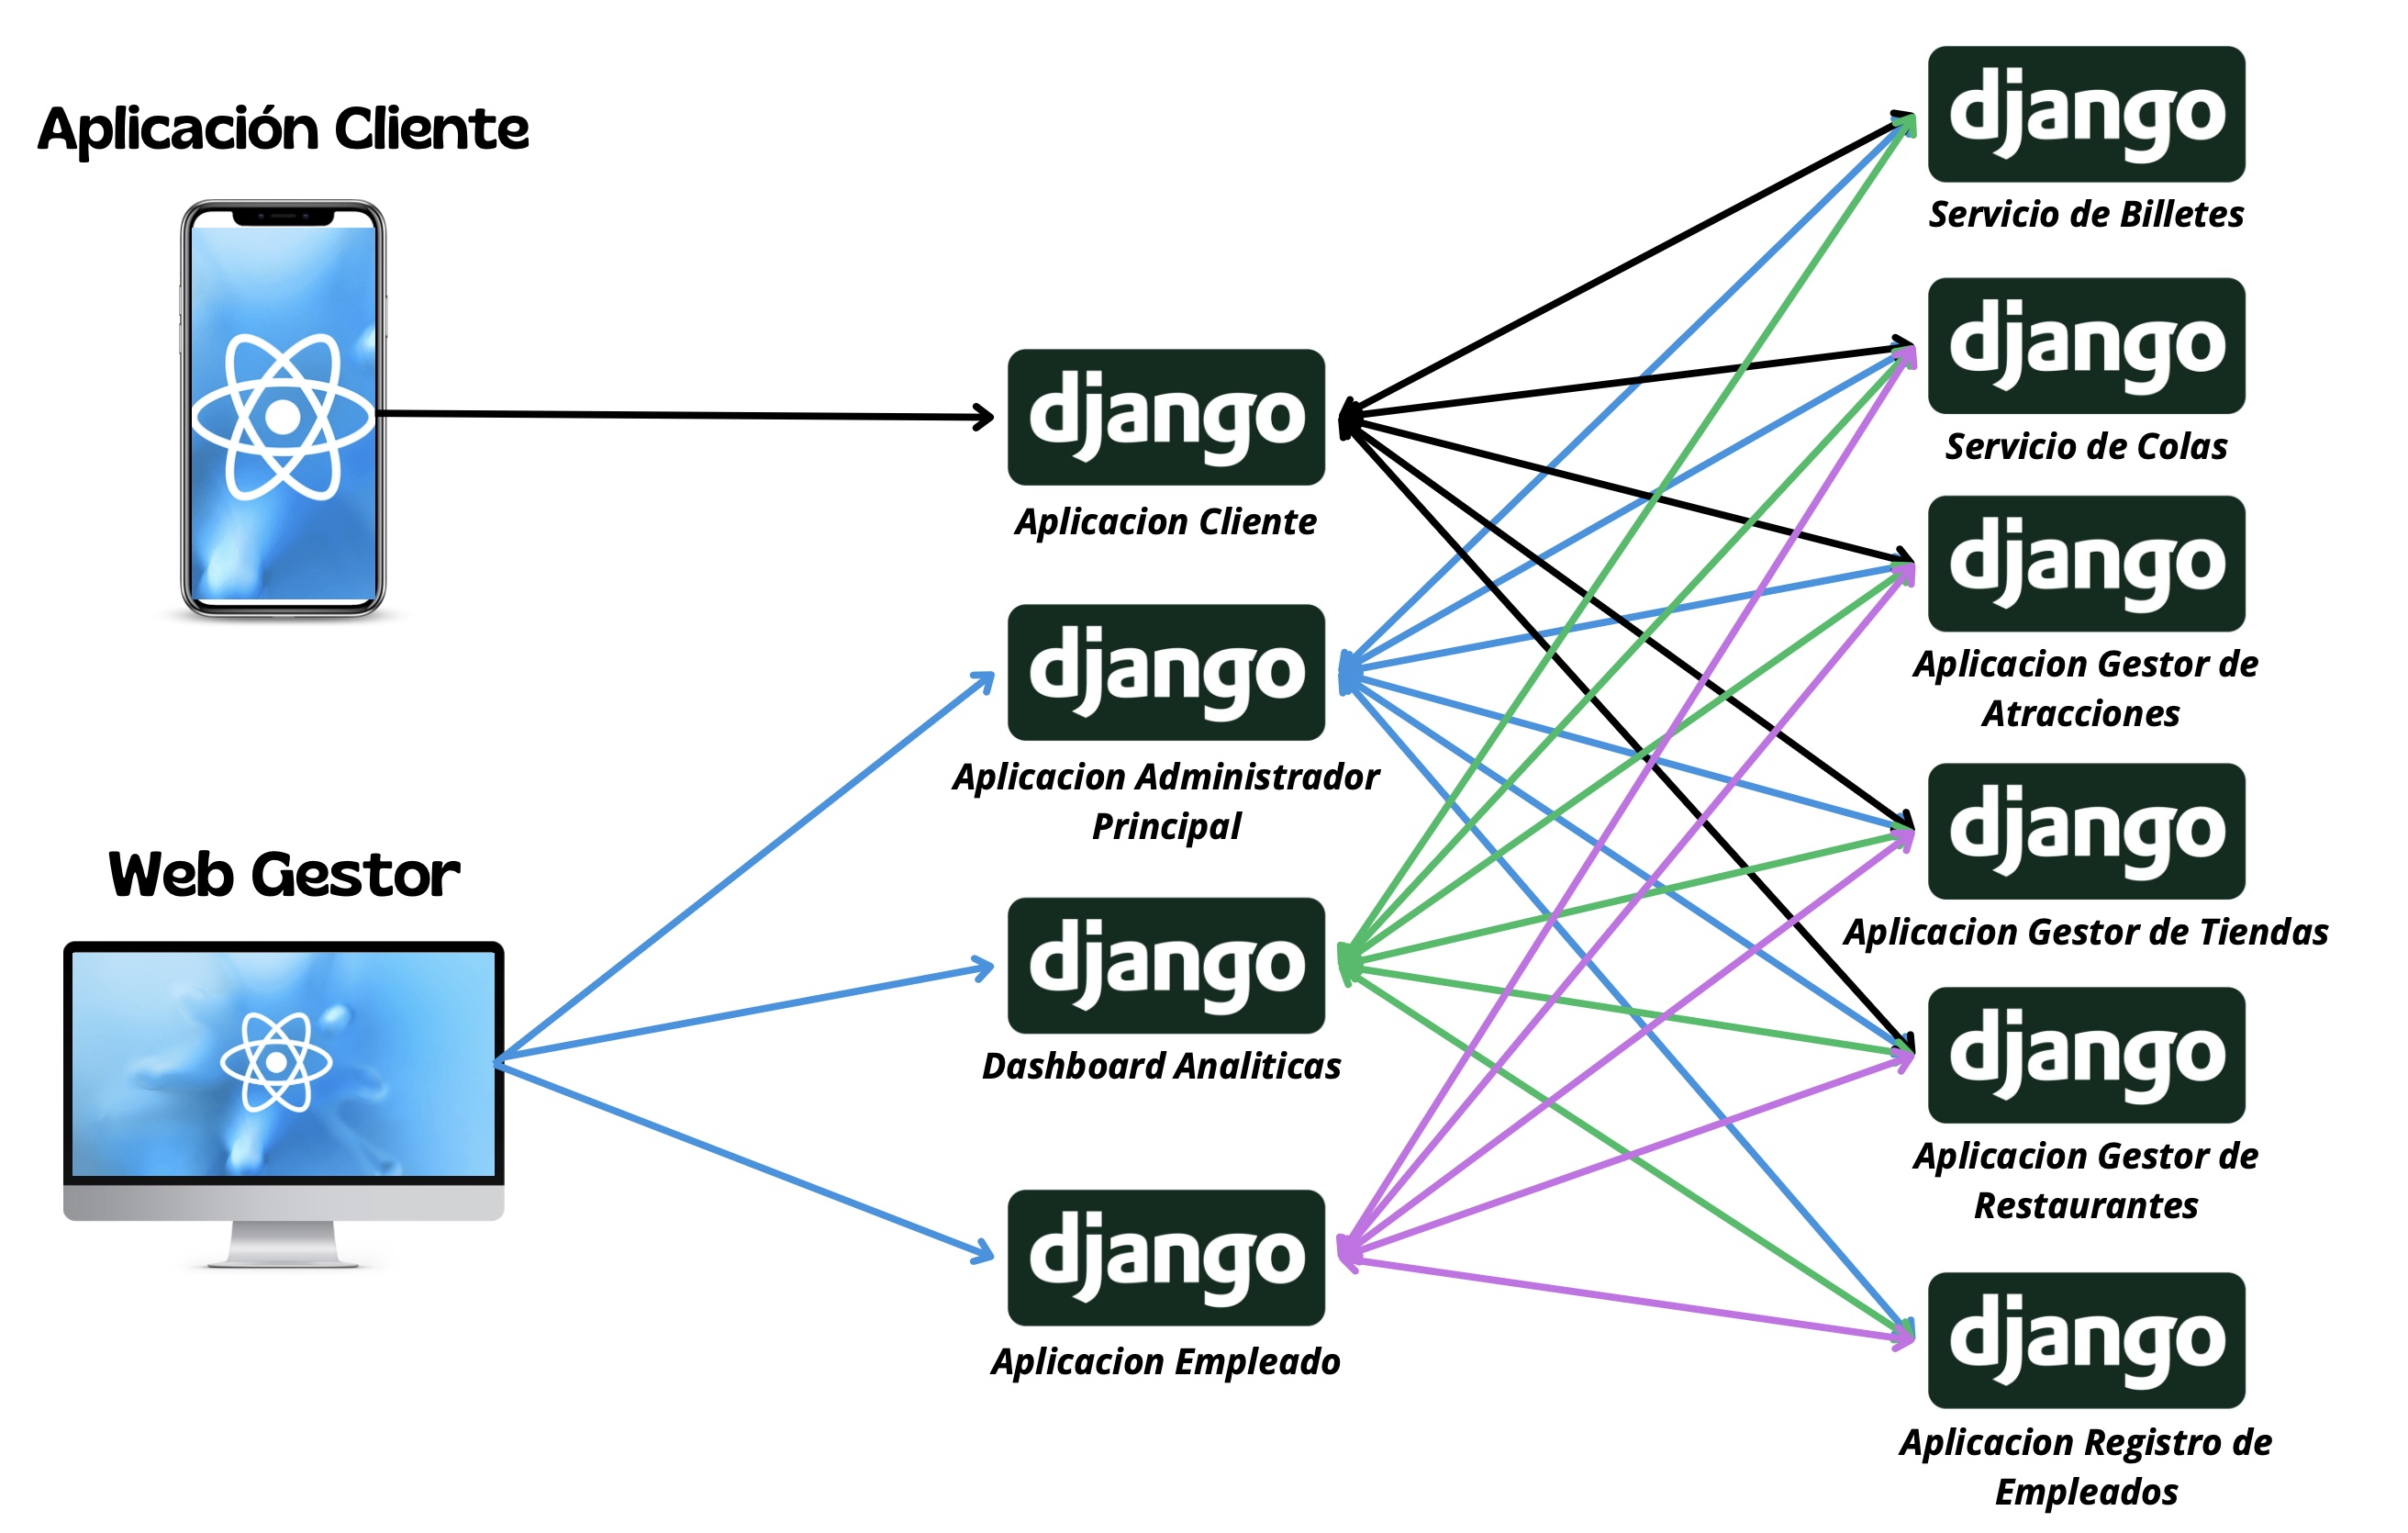 Aplicación Cliente
Web Gestor
django
Aplicacion Cliente
django
Aplicacion Administrador
Principal
django
Dashboard Analiticas
django
Aplicacion Empleado
django
Servicio de Billetes
django
Servicio de Colas
django
Aplicacion Gestor de
Atracciones
django
Aplicacion Gestor de Tiendas
django
Aplicacion Gestor de
Restaurantes
django
Aplicacion Registro de
Empleados